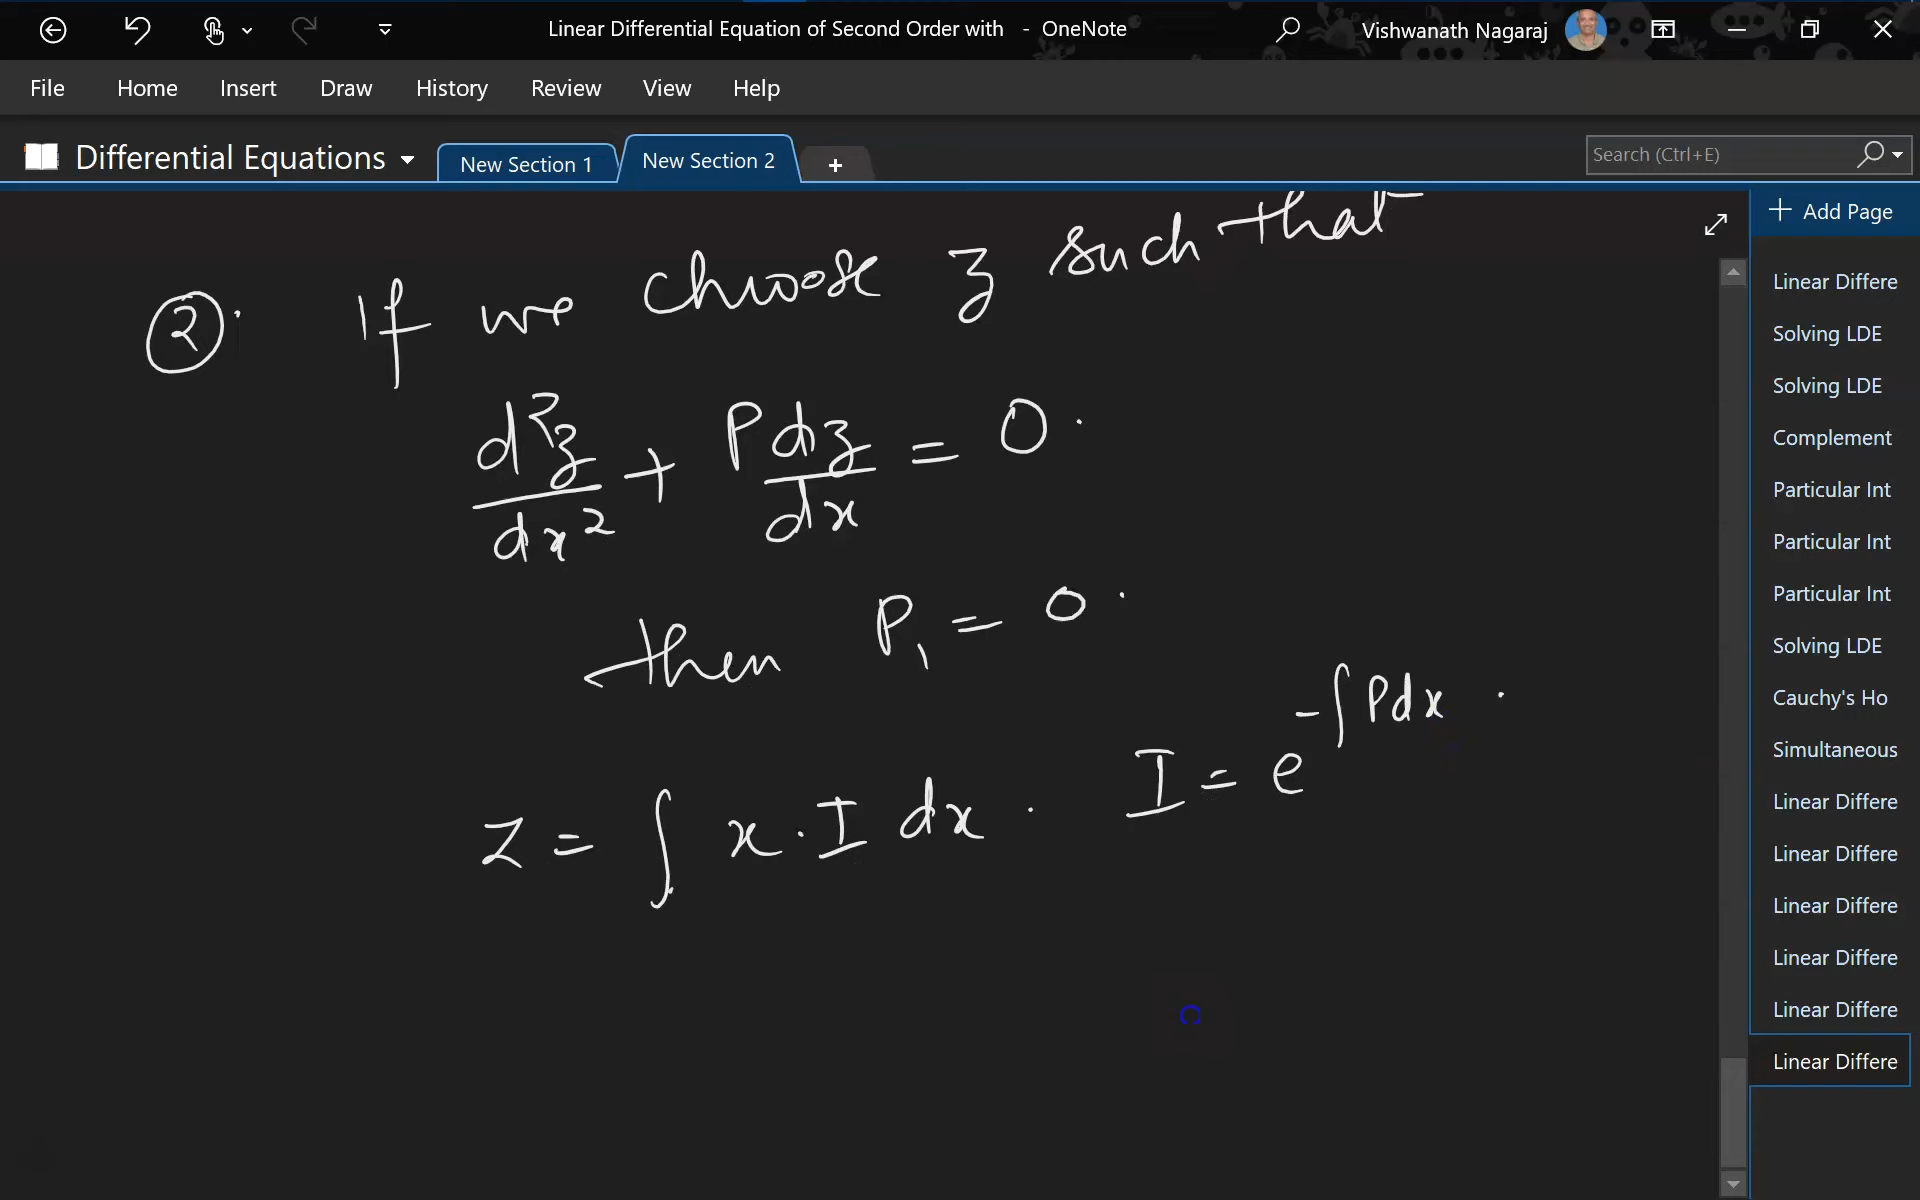 Linear Differential Equation of Second Order with - OneNote
Vishwanath Nagaraj
File Home Insert Draw History Review View Help
Differential Equations New Section 1 New Section 2 +
Search (Ctrl+E)
+ Add Page
Linear Differe
Solving LDE
Solving LDE
Complement
Particular Int
Particular Int
Particular Int
Solving LDE
Cauchy's Ho
Simultaneous
Linear Differe
Linear Differe
Linear Differe
Linear Differe
Linear Differe
Linear Differe
②. If we choose z such that
d²z/dx² + P dz/dx = 0.
then P₁ = 0.
z = ∫ x · I dx . I = e^(-∫Pdx) .